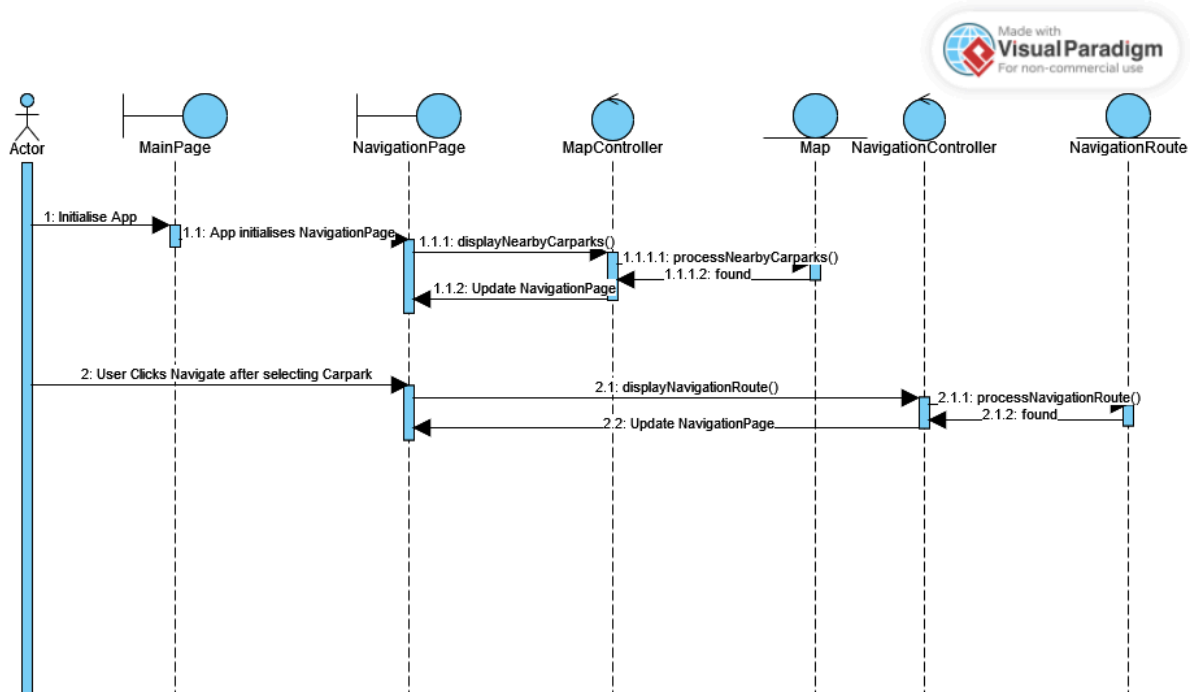 Made with
VisualParadigm
For non-commercial use
Actor
MainPage
NavigationPage
MapController
Map
NavigationController
NavigationRoute
1: Initialise App
1.1: App initialises NavigationPage
1.1.1: displayNearbyCarparks()
1.1.1.1: processNearbyCarparks()
1.1.1.2: found
1.1.2: Update NavigationPage
2: User Clicks Navigate after selecting Carpark
2.1: displayNavigationRoute()
2.1.1: processNavigationRoute()
2.1.2: found
2.2: Update NavigationPage